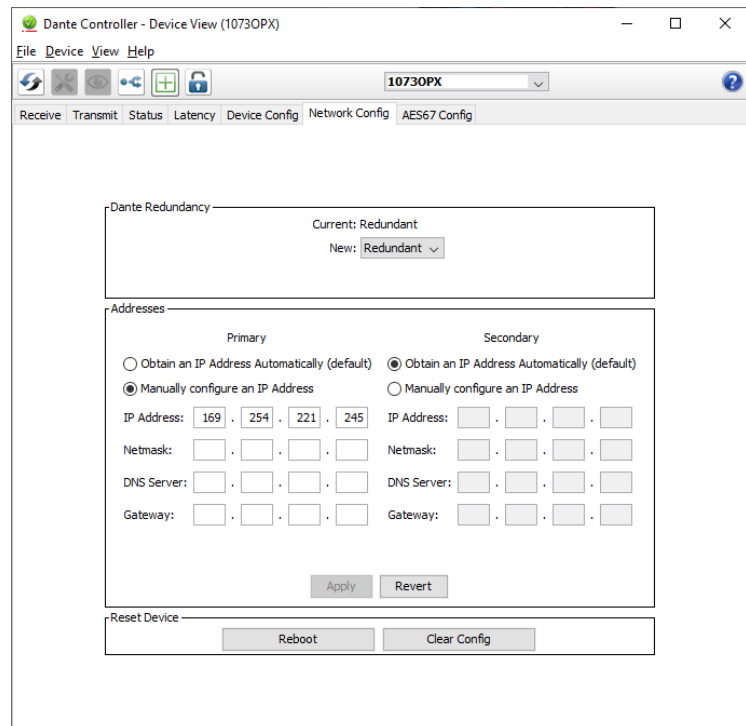 Dante Controller - Device View (1073OPX)
File Device View Help
1073OPX
Receive Transmit Status Latency Device Config Network Config AES67 Config
Dante Redundancy
Current: Redundant
New: Redundant
Addresses
Primary Secondary
Obtain an IP Address Automatically (default) Obtain an IP Address Automatically (default)
Manually configure an IP Address Manually configure an IP Address
IP Address: 169 . 254 . 221 . 245 IP Address: . . .
Netmask: . . . Netmask: . . .
DNS Server: . . . DNS Server: . . .
Gateway: . . . Gateway: . . .
Apply Revert
Reset Device
Reboot Clear Config